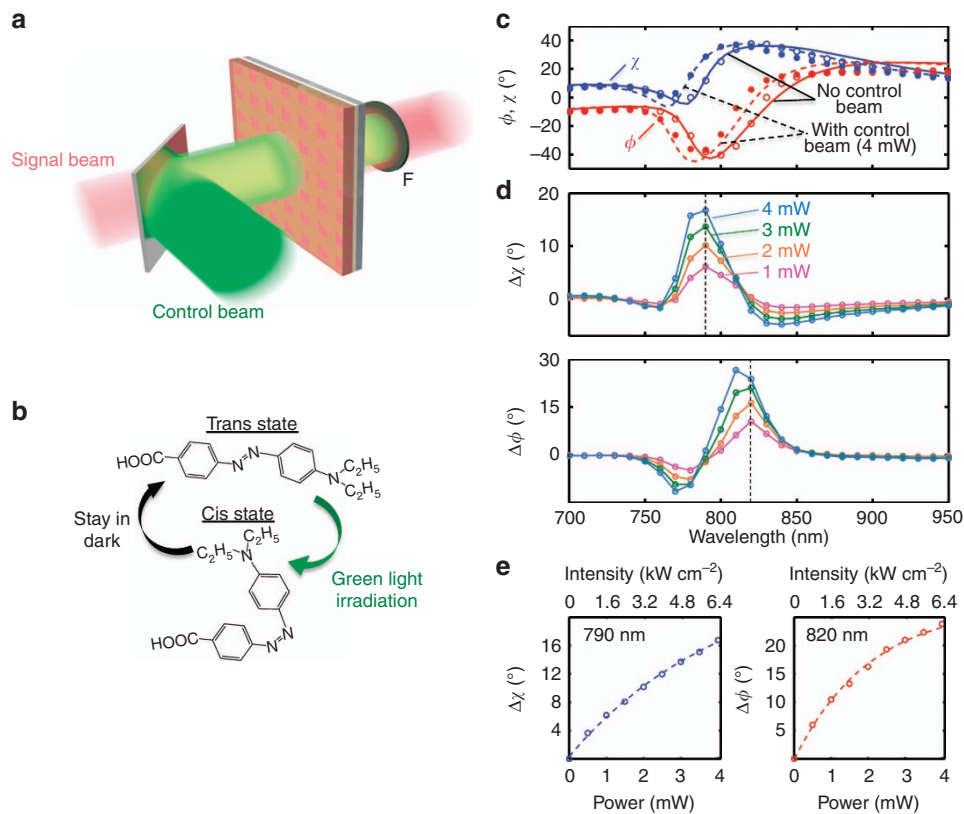 a
Signal beam
F
Control beam
b
Trans state
HOOC
N
N
N
C₂H₅
C₂H₅
Stay in
dark
Cis state
C₂H₅
C₂H₅
N
Green light
irradiation
HOOC
N
N
c
ϕ, χ (°)
40
20
0
−20
−40
χ
ϕ
No control
beam
With control
beam (4 mW)
d
Δχ (°)
20
10
0
4 mW
3 mW
2 mW
1 mW
Δϕ (°)
30
15
0
700 750 800 850 900 950
Wavelength (nm)
e
Intensity (kW cm⁻²)
0 1.6 3.2 4.8 6.4
790 nm
Δχ (°)
16
12
8
4
0 1 2 3 4
Power (mW)
Intensity (kW cm⁻²)
0 1.6 3.2 4.8 6.4
820 nm
Δϕ (°)
20
15
10
5
0 1 2 3 4
Power (mW)